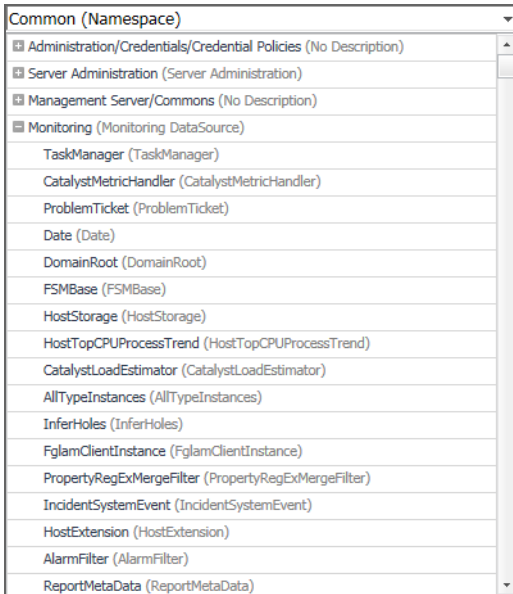 Common (Namespace)
Administration/Credentials/Credential Policies (No Description)
Server Administration (Server Administration)
Management Server/Commons (No Description)
Monitoring (Monitoring DataSource)
TaskManager (TaskManager)
CatalystMetricHandler (CatalystMetricHandler)
ProblemTicket (ProblemTicket)
Date (Date)
DomainRoot (DomainRoot)
FSMBase (FSMBase)
HostStorage (HostStorage)
HostTopCPUProcessTrend (HostTopCPUProcessTrend)
CatalystLoadEstimator (CatalystLoadEstimator)
AllTypeInstances (AllTypeInstances)
InferHoles (InferHoles)
FglamClientInstance (FglamClientInstance)
PropertyRegExMergeFilter (PropertyRegExMergeFilter)
IncidentSystemEvent (IncidentSystemEvent)
HostExtension (HostExtension)
AlarmFilter (AlarmFilter)
ReportMetaData (ReportMetaData)